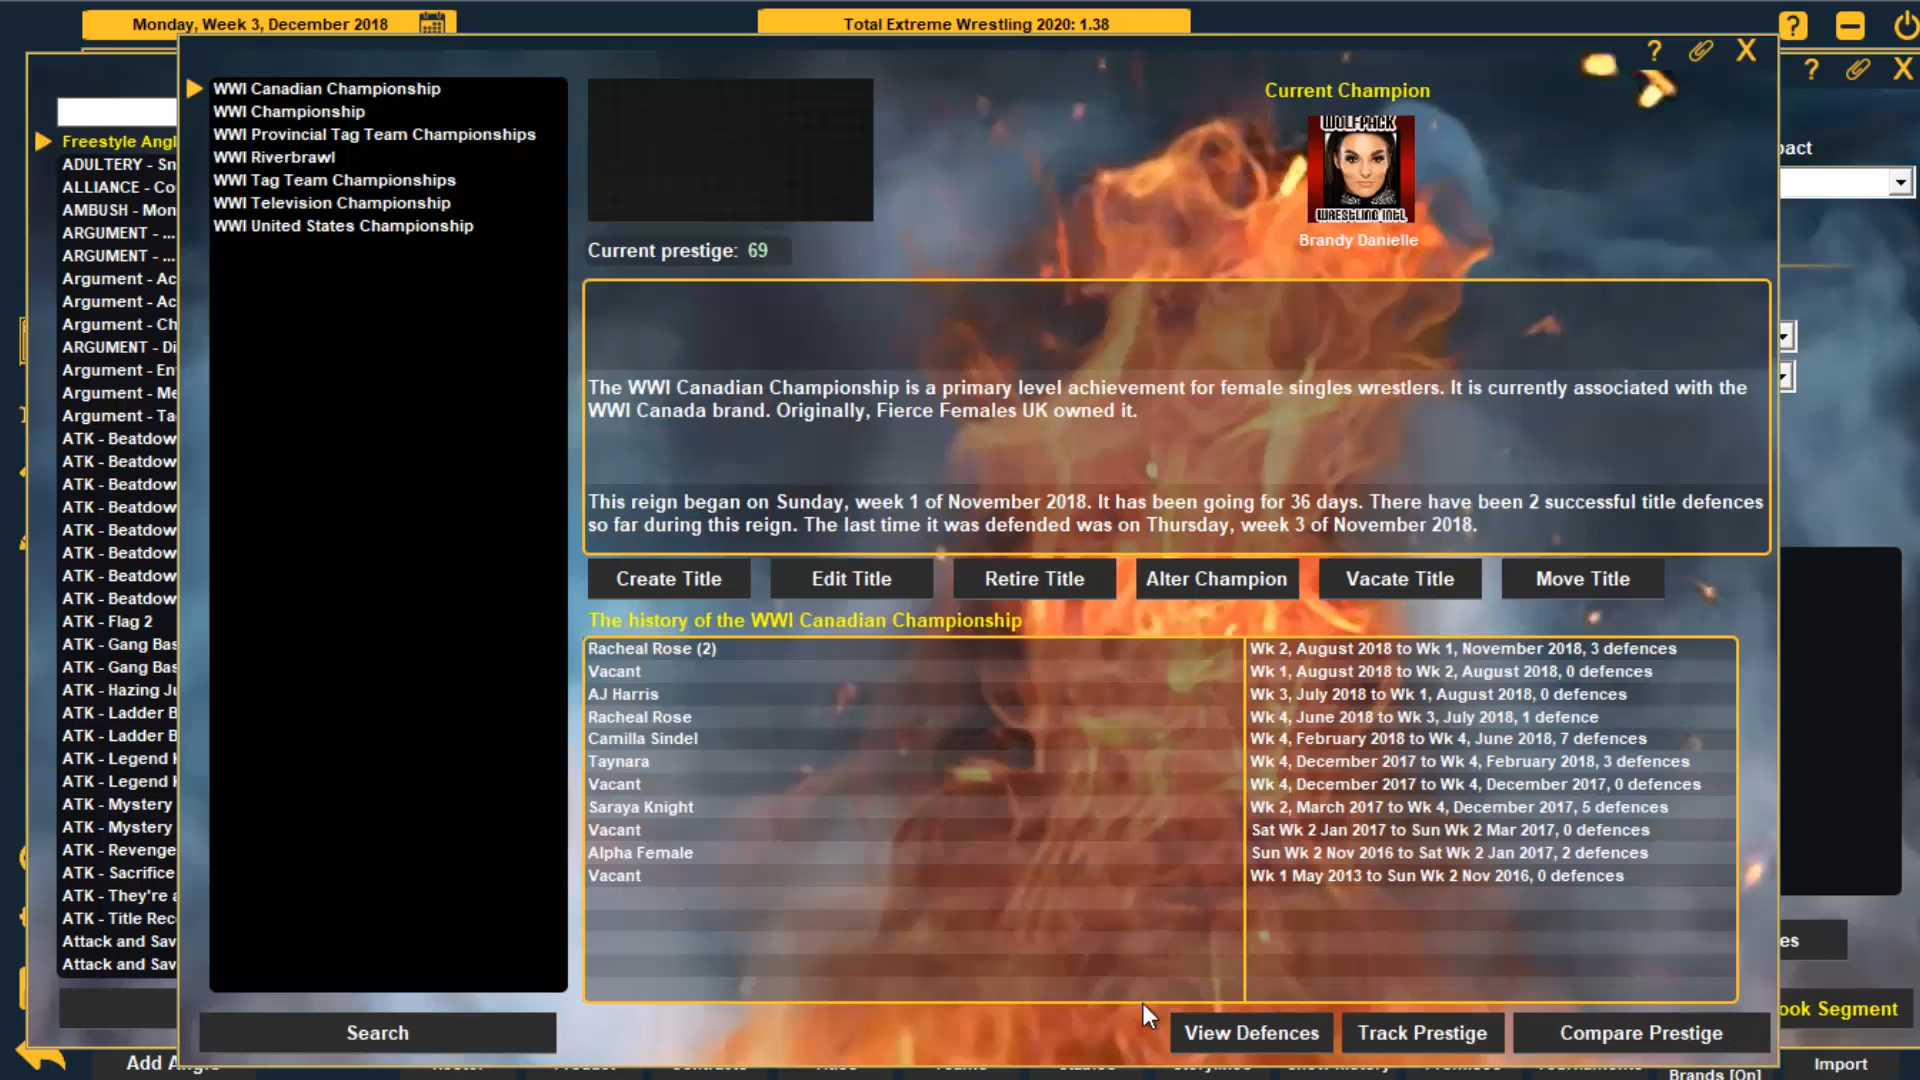 Monday, Week 3, December 2018
Total Extreme Wrestling 2020: 1.38
WWI Canadian Championship
WWI Championship
WWI Provincial Tag Team Championships
WWI Riverbrawl
WWI Tag Team Championships
WWI Television Championship
WWI United States Championship
Current prestige: 69
Current Champion
WOLFPACK
WRESTLING INTL
Brandy Danielle
The WWI Canadian Championship is a primary level achievement for female singles wrestlers. It is currently associated with the
WWI Canada brand. Originally, Fierce Females UK owned it.
This reign began on Sunday, week 1 of November 2018. It has been going for 36 days. There have been 2 successful title defences
so far during this reign. The last time it was defended was on Thursday, week 3 of November 2018.
Create Title
Edit Title
Retire Title
Alter Champion
Vacate Title
Move Title
The history of the WWI Canadian Championship
Racheal Rose (2) Wk 2, August 2018 to Wk 1, November 2018, 3 defences
Vacant Wk 1, August 2018 to Wk 2, August 2018, 0 defences
AJ Harris Wk 3, July 2018 to Wk 1, August 2018, 0 defences
Racheal Rose Wk 4, June 2018 to Wk 3, July 2018, 1 defence
Camilla Sindel Wk 4, February 2018 to Wk 4, June 2018, 7 defences
Taynara Wk 4, December 2017 to Wk 4, February 2018, 3 defences
Vacant Wk 4, December 2017 to Wk 4, December 2017, 0 defences
Saraya Knight Wk 2, March 2017 to Wk 4, December 2017, 5 defences
Vacant Sat Wk 2 Jan 2017 to Sun Wk 2 Mar 2017, 0 defences
Alpha Female Sun Wk 2 Nov 2016 to Sat Wk 2 Jan 2017, 2 defences
Vacant Wk 1 May 2013 to Sun Wk 2 Nov 2016, 0 defences
Search
View Defences
Track Prestige
Compare Prestige
Freestyle Angl
ADULTERY - Sn
ALLIANCE - Co
AMBUSH - Mon
ARGUMENT - ...
ARGUMENT - ...
Argument - Ac
Argument - Ac
Argument - Ch
ARGUMENT - Di
Argument - En
Argument - Me
Argument - Ta
ATK - Beatdow
ATK - Beatdow
ATK - Beatdow
ATK - Beatdow
ATK - Beatdow
ATK - Beatdow
ATK - Beatdow
ATK - Beatdow
ATK - Flag 2
ATK - Gang Bas
ATK - Gang Bas
ATK - Hazing Ju
ATK - Ladder B
ATK - Ladder B
ATK - Legend
ATK - Legend
ATK - Mystery
ATK - Mystery
ATK - Revenge
ATK - Sacrifice
ATK - They're a
ATK - Title Rec
Attack and Sav
Attack and Sav
pact
es
ook Segment
Import
Brands [On]
Add